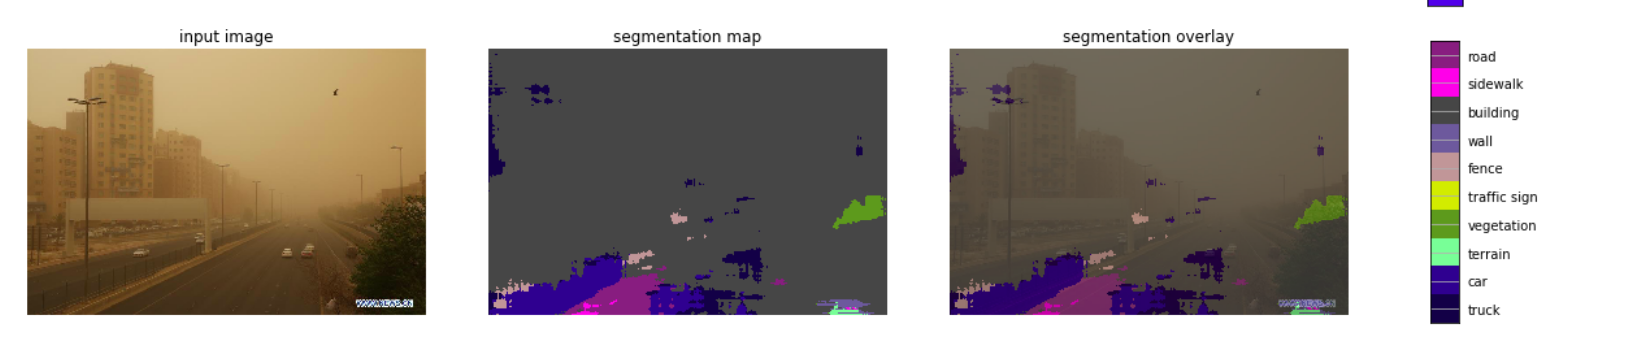 input image
segmentation map
segmentation overlay
road
sidewalk
building
wall
fence
traffic sign
vegetation
terrain
car
truck